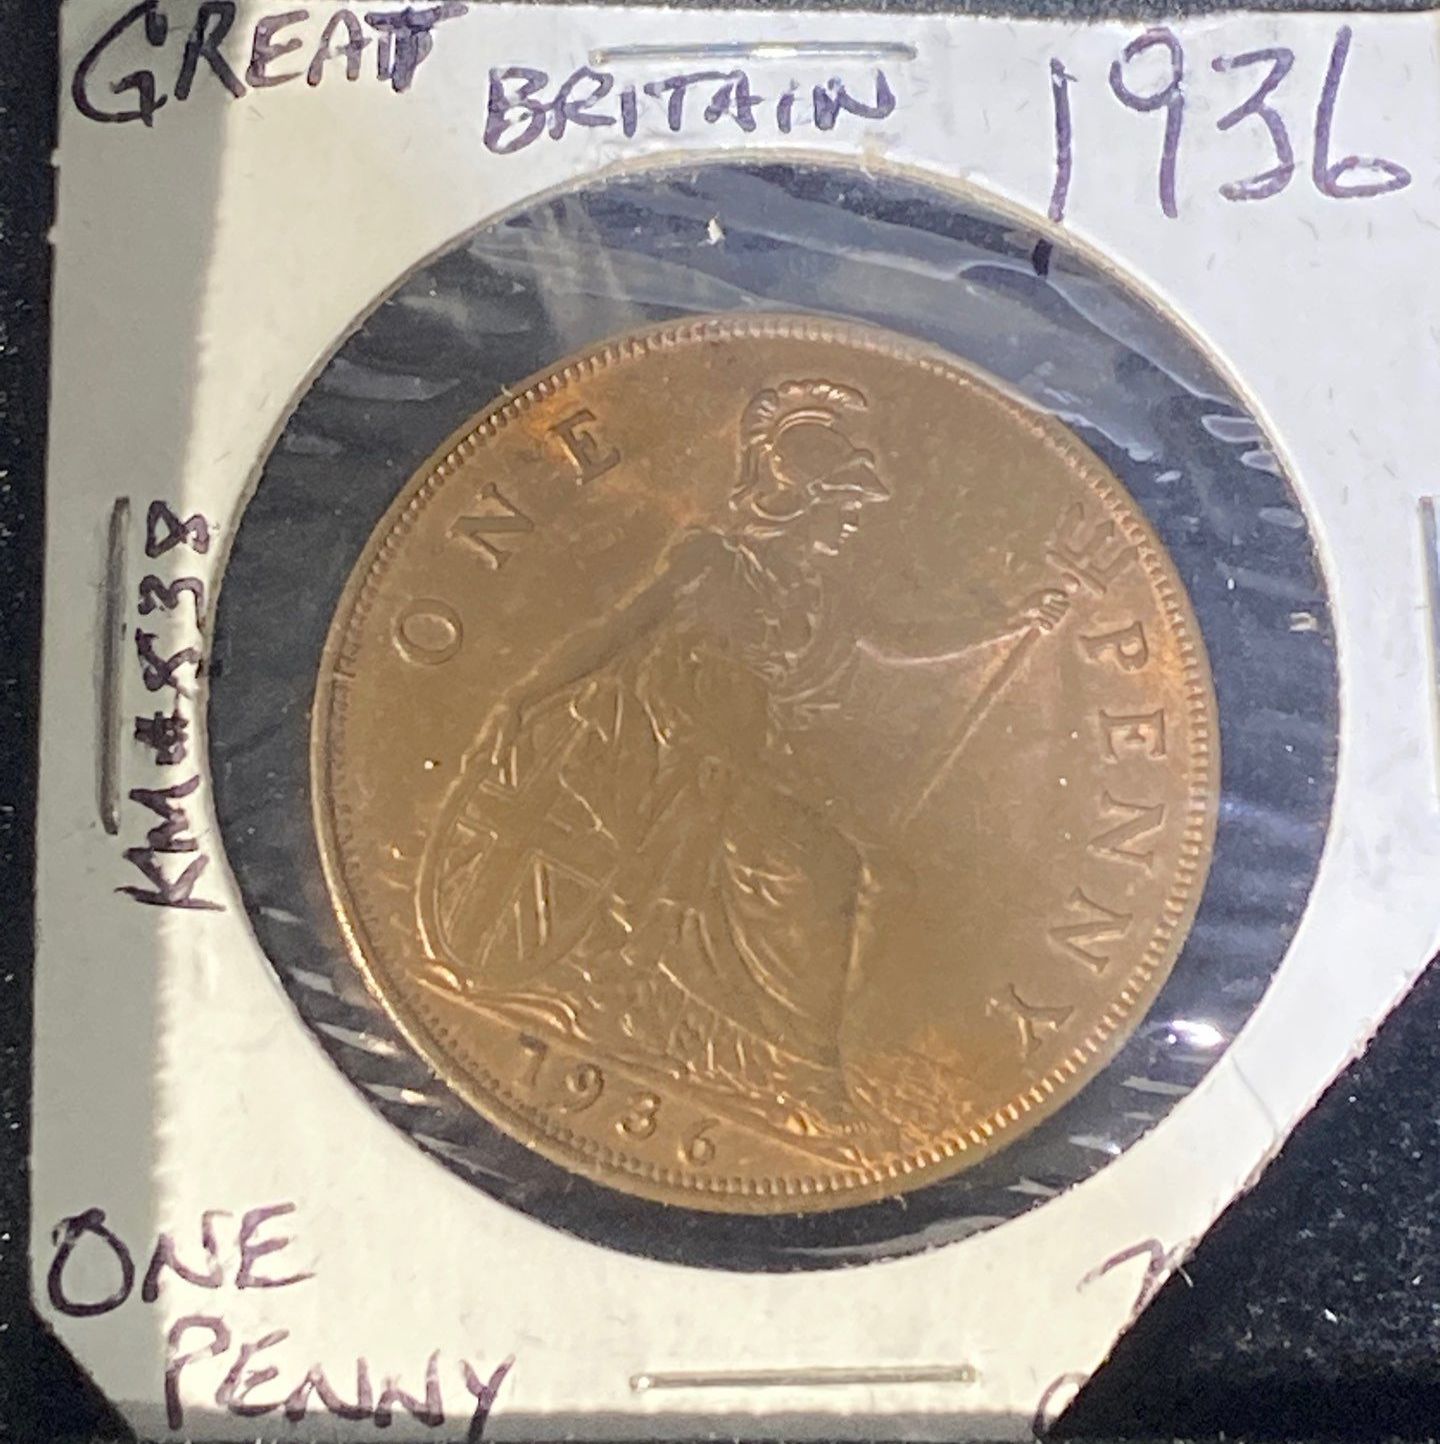 GREAT BRITAIN 1936
KM#838
ONE PENNY
1936
ONE
PENNY